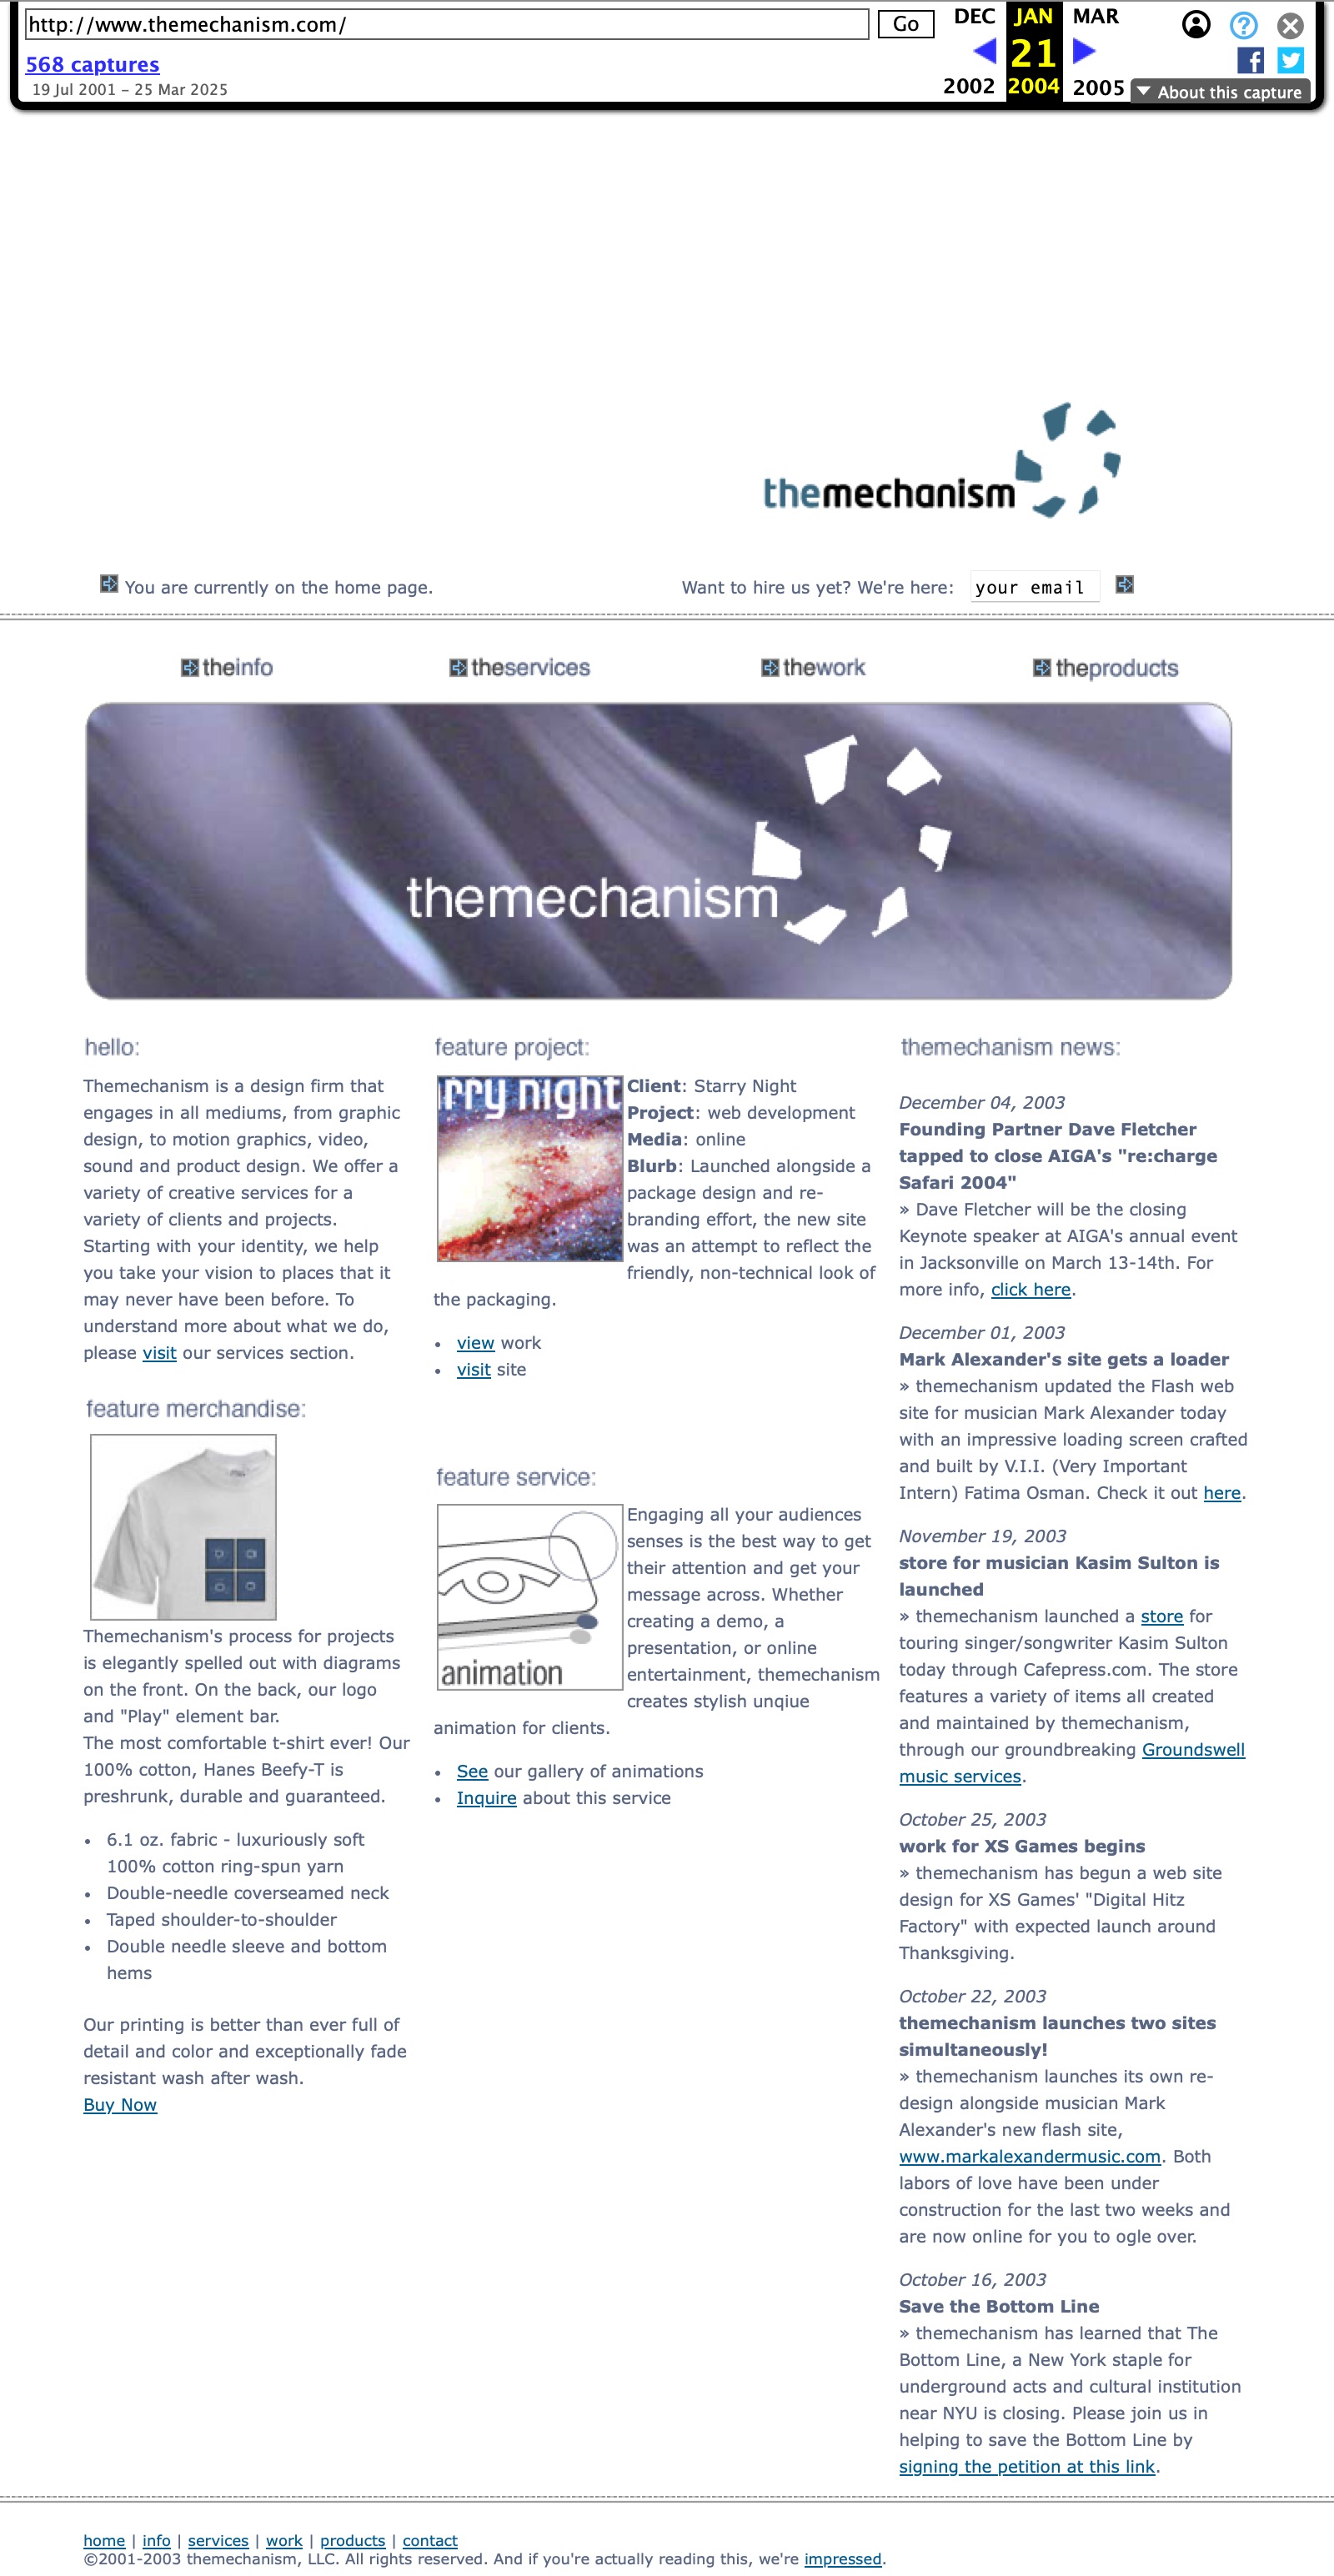 http://www.themechanism.com/
Go
DEC JAN MAR
21
2002 2004 2005
568 captures
19 Jul 2001 – 25 Mar 2025
About this capture
themechanism
You are currently on the home page.
Want to hire us yet? We're here: your email
theinfo
theservices
thework
theproducts
themechanism
hello:
Themechanism is a design firm that
engages in all mediums, from graphic
design, to motion graphics, video,
sound and product design. We offer a
variety of creative services for a
variety of clients and projects.
Starting with your identity, we help
you take your vision to places that it
may never have been before. To
understand more about what we do,
please visit our services section.
feature merchandise:
Themechanism's process for projects
is elegantly spelled out with diagrams
on the front. On the back, our logo
and "Play" element bar.
The most comfortable t-shirt ever! Our
100% cotton, Hanes Beefy-T is
preshrunk, durable and guaranteed.
• 6.1 oz. fabric - luxuriously soft
100% cotton ring-spun yarn
• Double-needle coverseamed neck
• Taped shoulder-to-shoulder
• Double needle sleeve and bottom
hems
Our printing is better than ever full of
detail and color and exceptionally fade
resistant wash after wash.
Buy Now
feature project:
rry night
Client: Starry Night
Project: web development
Media: online
Blurb: Launched alongside a
package design and re-
branding effort, the new site
was an attempt to reflect the
friendly, non-technical look of
the packaging.
• view work
• visit site
feature service:
animation
Engaging all your audiences
senses is the best way to get
their attention and get your
message across. Whether
creating a demo, a
presentation, or online
entertainment, themechanism
creates stylish unqiue
animation for clients.
• See our gallery of animations
• Inquire about this service
themechanism news:
December 04, 2003
Founding Partner Dave Fletcher
tapped to close AIGA's "re:charge
Safari 2004"
» Dave Fletcher will be the closing
Keynote speaker at AIGA's annual event
in Jacksonville on March 13-14th. For
more info, click here.
December 01, 2003
Mark Alexander's site gets a loader
» themechanism updated the Flash web
site for musician Mark Alexander today
with an impressive loading screen crafted
and built by V.I.I. (Very Important
Intern) Fatima Osman. Check it out here.
November 19, 2003
store for musician Kasim Sulton is
launched
» themechanism launched a store for
touring singer/songwriter Kasim Sulton
today through Cafepress.com. The store
features a variety of items all created
and maintained by themechanism,
through our groundbreaking Groundswell
music services.
October 25, 2003
work for XS Games begins
» themechanism has begun a web site
design for XS Games' "Digital Hitz
Factory" with expected launch around
Thanksgiving.
October 22, 2003
themechanism launches two sites
simultaneously!
» themechanism launches its own re-
design alongside musician Mark
Alexander's new flash site,
www.markalexandermusic.com. Both
labors of love have been under
construction for the last two weeks and
are now online for you to ogle over.
October 16, 2003
Save the Bottom Line
» themechanism has learned that The
Bottom Line, a New York staple for
underground acts and cultural institution
near NYU is closing. Please join us in
helping to save the Bottom Line by
signing the petition at this link.
home | info | services | work | products | contact
©2001-2003 themechanism, LLC. All rights reserved. And if you're actually reading this, we're impressed.